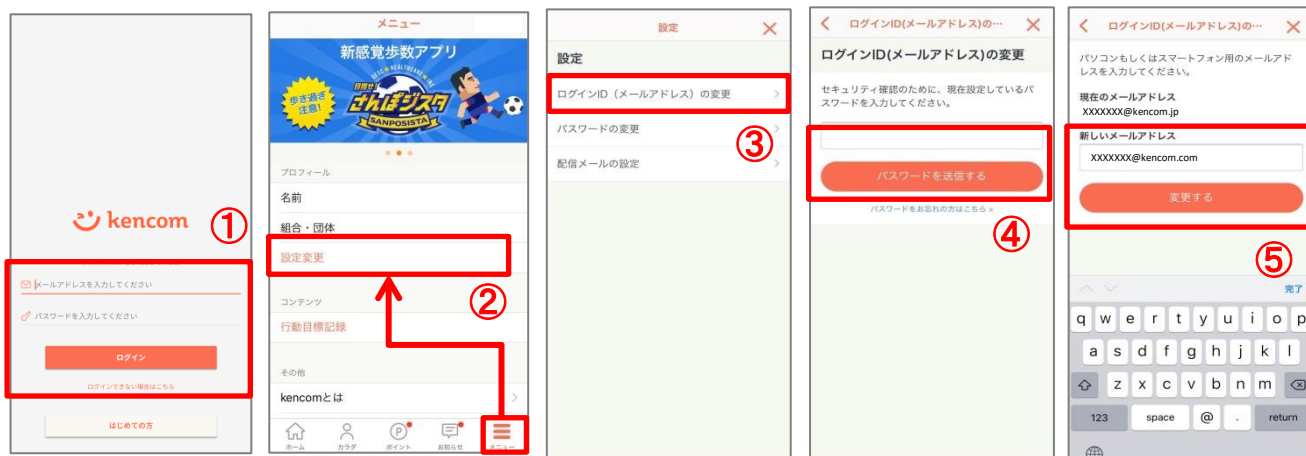 kencom
①
メールアドレスを入力してください
パスワードを入力してください
ログイン
ログインできない場合はこちら
はじめての方
メニュー
新感覚歩数アプリ
歩き過ぎ
注意!
目指せ!
さんぽジスタ
SANPOSISTA
プロフィール
名前
組合・団体
設定変更
②
コンテンツ
行動目標記録
その他
kencomとは
ホーム
カラダ
P
ポイント
お知らせ
メニュー
設定
設定
ログインID（メールアドレス）の変更
パスワードの変更
③
配信メールの設定
ログインID(メールアドレス)の…
ログインID(メールアドレス)の変更
セキュリティ確認のために、現在設定しているパ
スワードを入力してください。
パスワードを送信する
パスワードをお忘れの方はこちら >
④
ログインID(メールアドレス)の…
パソコンもしくはスマートフォン用のメールアド
レスを入力してください。
現在のメールアドレス
XXXXXXX@kencom.jp
新しいメールアドレス
XXXXXXX@kencom.com
変更する
⑤
完了
q w e r t y u i o p
a s d f g h j k l
z x c v b n m
123 space @ . return